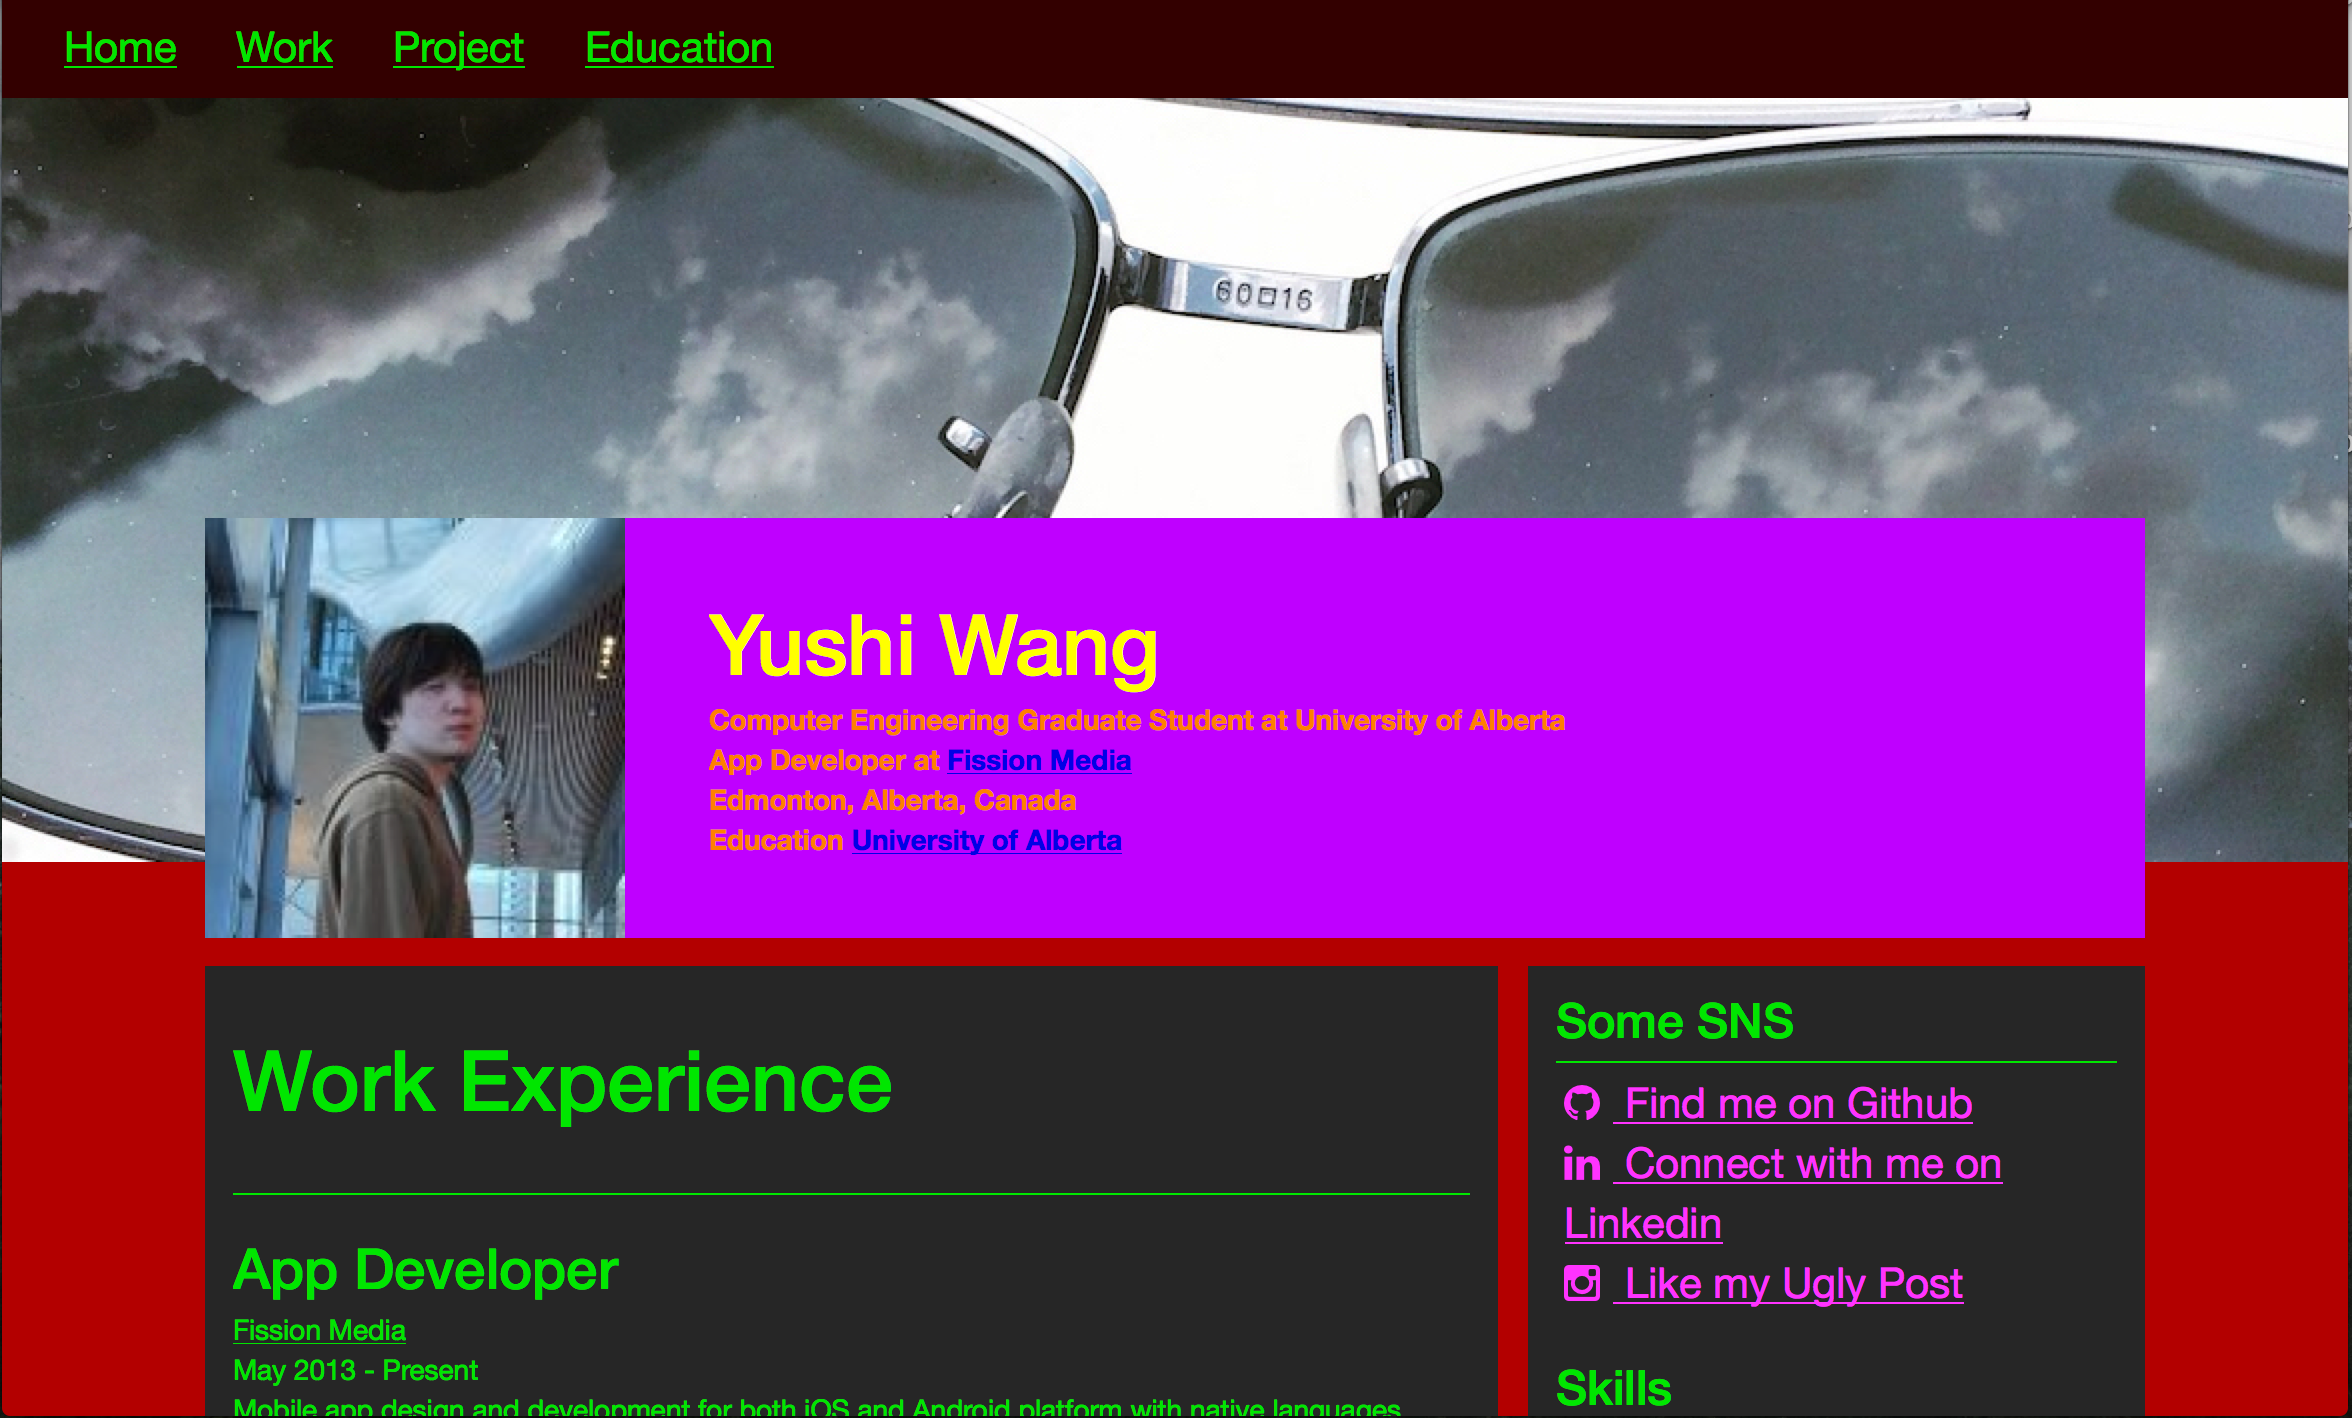 Home Work Project Education
60□16
Yushi Wang
Computer Engineering Graduate Student at University of Alberta
App Developer at Fission Media
Edmonton, Alberta, Canada
Education University of Alberta
Work Experience
App Developer
Fission Media
May 2013 - Present
Mobile app design and development for both iOS and Android platform with native languages
Some SNS
Find me on Github
in Connect with me on
Linkedin
Like my Ugly Post
Skills